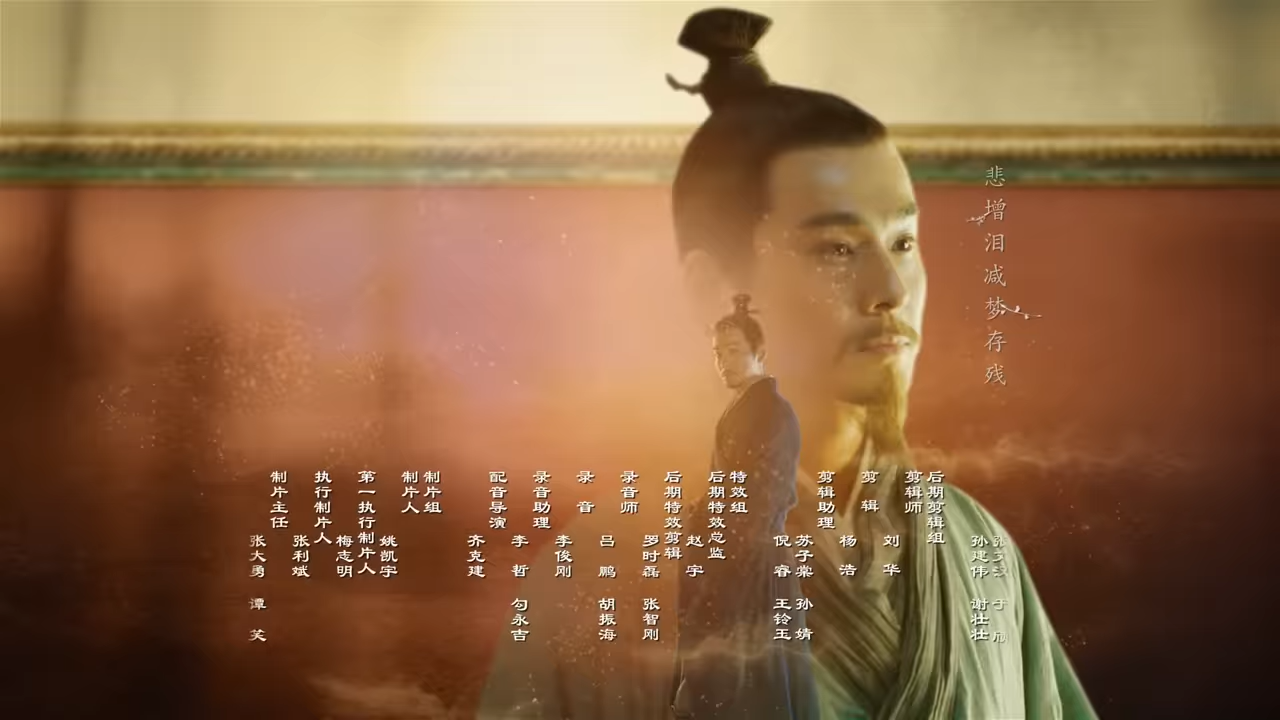 悲增泪减梦存残
后期剪辑组
剪辑师
孙建伟 谢壮壮
剪辑
刘华
杨浩
剪辑助理
苏子棠 孙婧
倪睿 王铃玉
特效组
后期特效总监
赵宇
后期特效剪辑
罗时磊 张智刚
录音师
吕鹏 胡振海
录音
李俊刚
录音助理
李哲 勾永吉
配音导演
齐克建
制片组
制片人
姚凯宇
第一执行制片人
梅志明
执行制片人
张利斌
制片主任
张大勇 谭笑